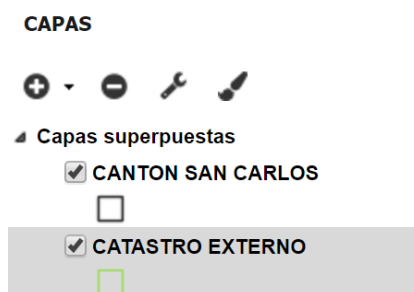 CAPAS
Capas superpuestas
CANTON SAN CARLOS
CATASTRO EXTERNO